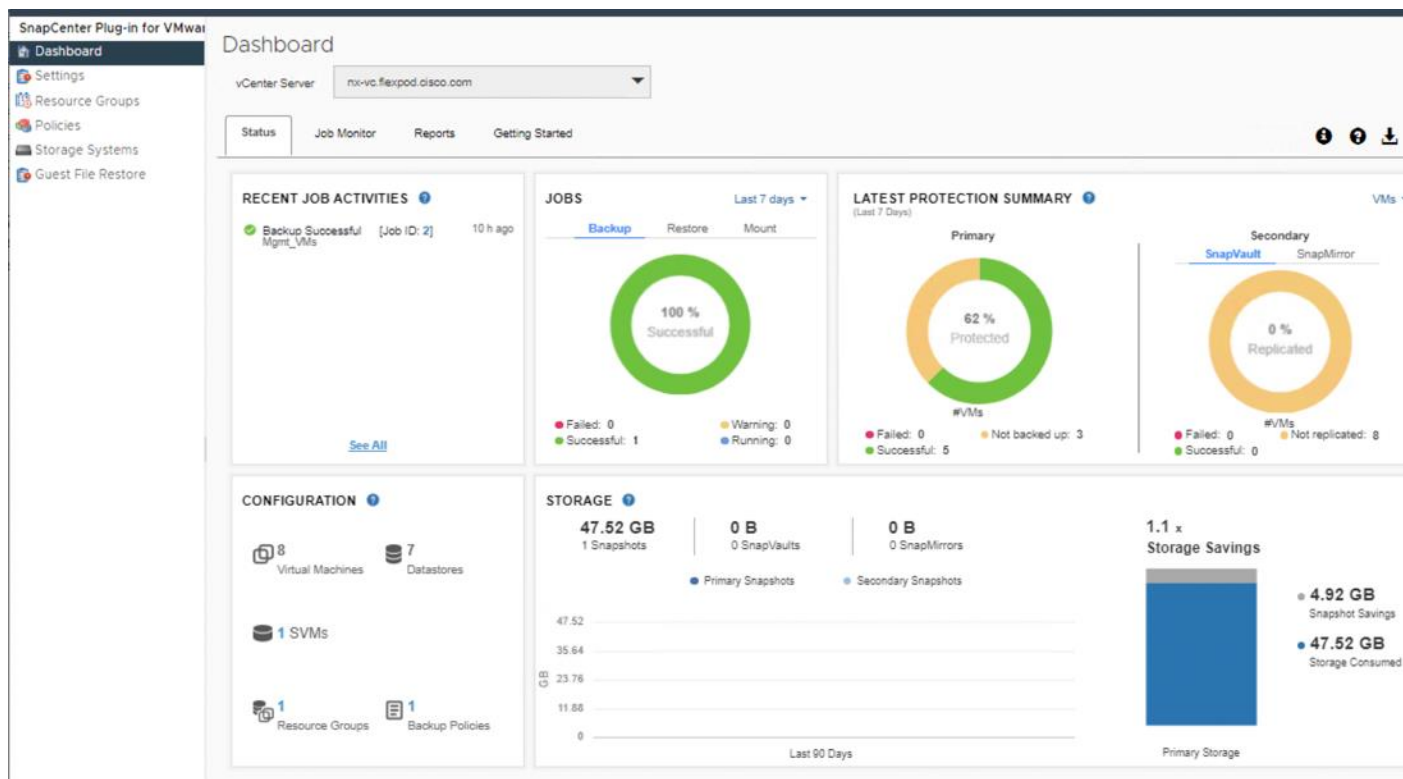 SnapCenter Plug-in for VMwa
Dashboard
Settings
Resource Groups
Policies
Storage Systems
Guest File Restore
Dashboard
vCenter Server nx-vc.flexpod.cisco.com
Status Job Monitor Reports Getting Started
RECENT JOB ACTIVITIES
Backup Successful [Job ID: 2] 10 h ago
Mgmt_VMs
See All
JOBS Last 7 days
Backup Restore Mount
100 %
Successful
Failed: 0 Warning: 0
Successful: 1 Running: 0
LATEST PROTECTION SUMMARY VMs
(Last 7 Days)
Primary
62 %
Protected
#VMs
Failed: 0 Not backed up: 3
Successful: 5
Secondary
SnapVault SnapMirror
0 %
Replicated
#VMs
Failed: 0 Not replicated: 8
Successful: 0
CONFIGURATION
8
Virtual Machines
7
Datastores
1 SVMs
1
Resource Groups
1
Backup Policies
STORAGE
47.52 GB
1 Snapshots
0 B
0 SnapVaults
0 B
0 SnapMirrors
Primary Snapshots Secondary Snapshots
47.52
35.64
23.76
11.88
0
GB
Last 90 Days
1.1 x
Storage Savings
4.92 GB
Snapshot Savings
47.52 GB
Storage Consumed
Primary Storage